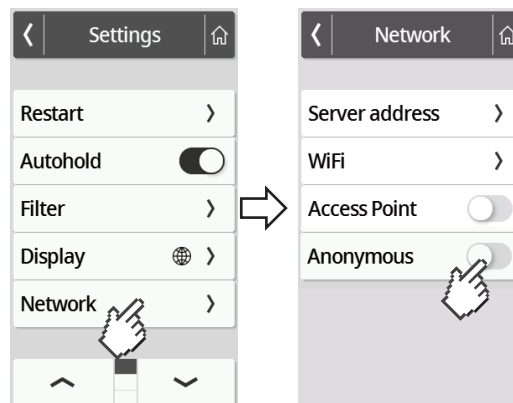 Settings
Restart
Autohold
Filter
Display
Network
Network
Server address
WiFi
Access Point
Anonymous